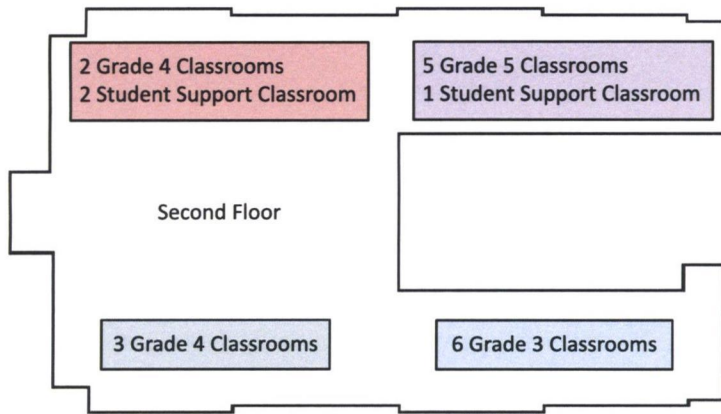 2 Grade 4 Classrooms
2 Student Support Classroom
5 Grade 5 Classrooms
1 Student Support Classroom
Second Floor
3 Grade 4 Classrooms
6 Grade 3 Classrooms